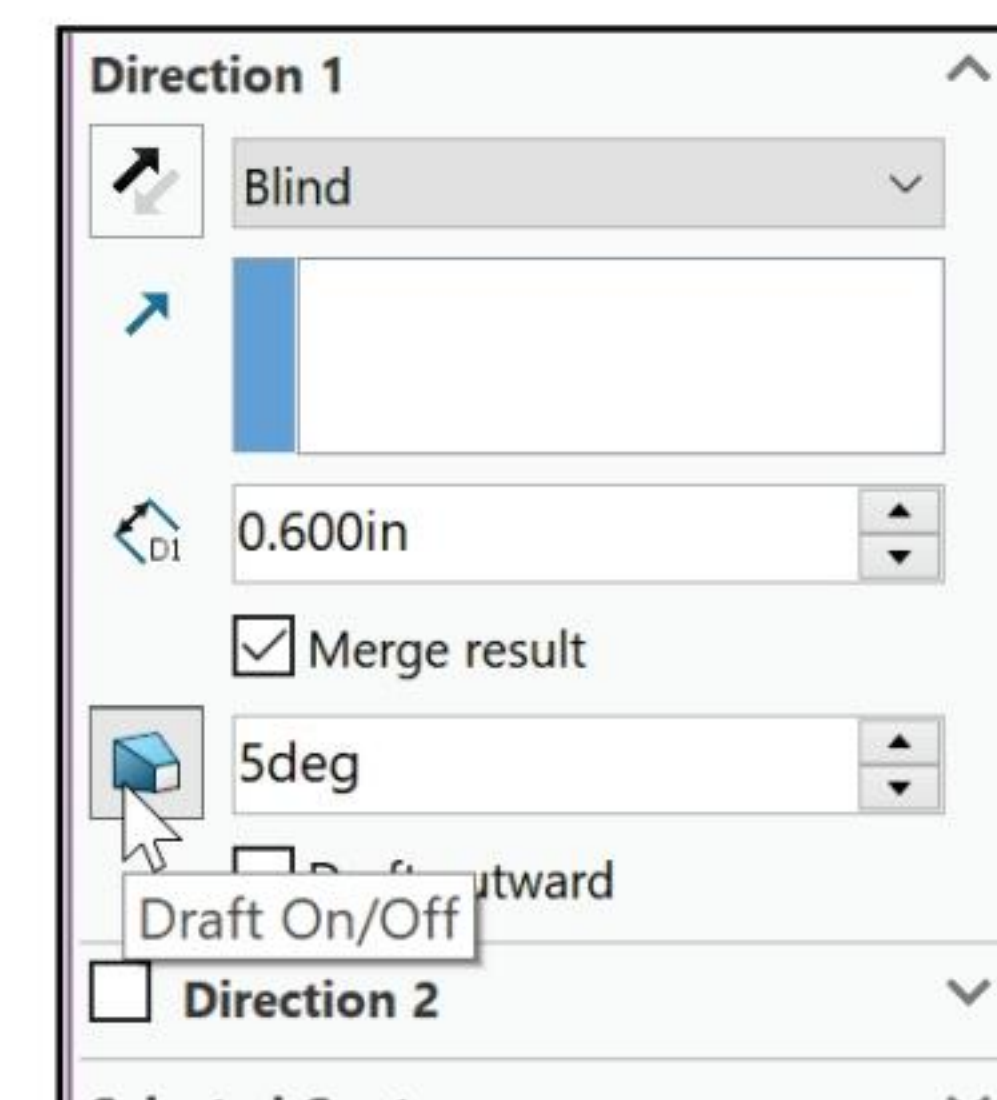 Direction 1
Blind
D1
0.600in
Merge result
5deg
utward
Draft On/Off
Direction 2